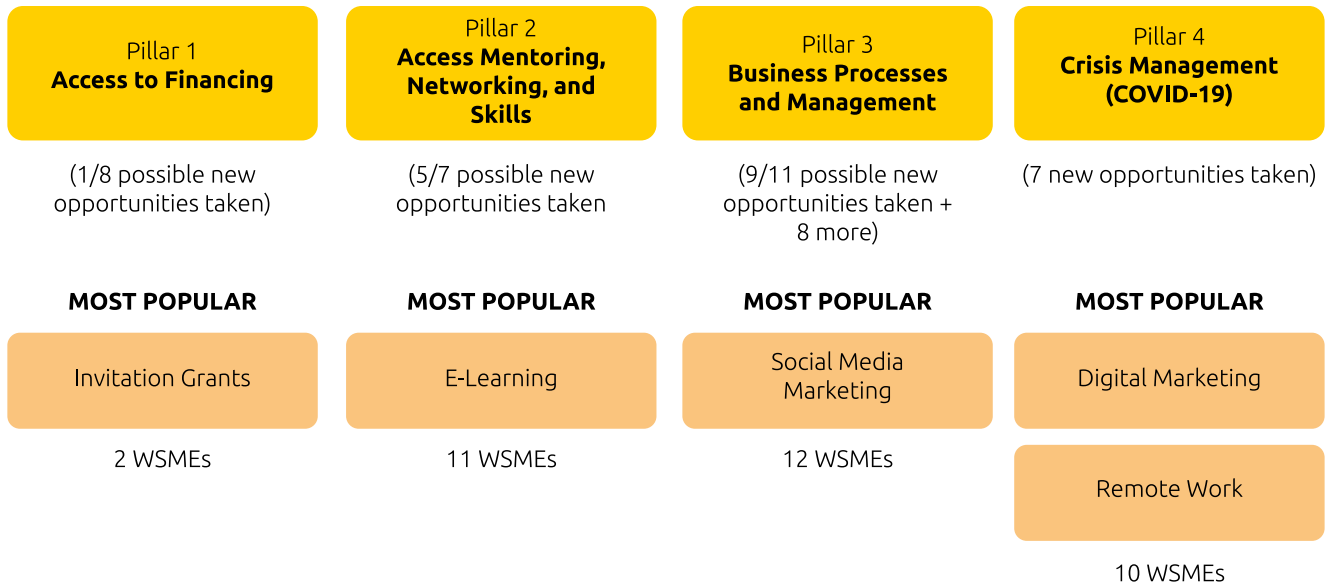 Pillar 1
Access to Financing
(1/8 possible new
opportunities taken)
MOST POPULAR
Invitation Grants
2 WSMEs
Pillar 2
Access Mentoring,
Networking, and
Skills
(5/7 possible new
opportunities taken
MOST POPULAR
E-Learning
11 WSMEs
Pillar 3
Business Processes
and Management
(9/11 possible new
opportunities taken +
8 more)
MOST POPULAR
Social Media
Marketing
12 WSMEs
Pillar 4
Crisis Management
(COVID-19)
(7 new opportunities taken)
MOST POPULAR
Digital Marketing
Remote Work
10 WSMEs